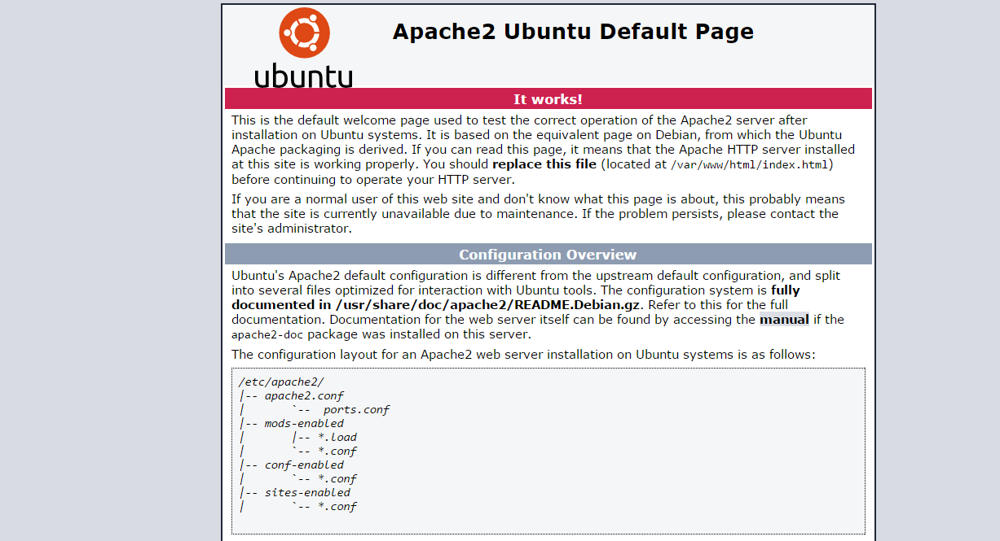 ubuntu
Apache2 Ubuntu Default Page
It works!
This is the default welcome page used to test the correct operation of the Apache2 server after
installation on Ubuntu systems. It is based on the equivalent page on Debian, from which the Ubuntu
Apache packaging is derived. If you can read this page, it means that the Apache HTTP server installed
at this site is working properly. You should replace this file (located at /var/www/html/index.html)
before continuing to operate your HTTP server.
If you are a normal user of this web site and don't know what this page is about, this probably means
that the site is currently unavailable due to maintenance. If the problem persists, please contact the
site's administrator.
Configuration Overview
Ubuntu's Apache2 default configuration is different from the upstream default configuration, and split
into several files optimized for interaction with Ubuntu tools. The configuration system is fully
documented in /usr/share/doc/apache2/README.Debian.gz. Refer to this for the full
documentation. Documentation for the web server itself can be found by accessing the manual if the
apache2-doc package was installed on this server.
The configuration layout for an Apache2 web server installation on Ubuntu systems is as follows:
/etc/apache2/
|-- apache2.conf
|       `--  ports.conf
|-- mods-enabled
|       |-- *.load
|       `-- *.conf
|-- conf-enabled
|       `-- *.conf
|-- sites-enabled
|       `-- *.conf